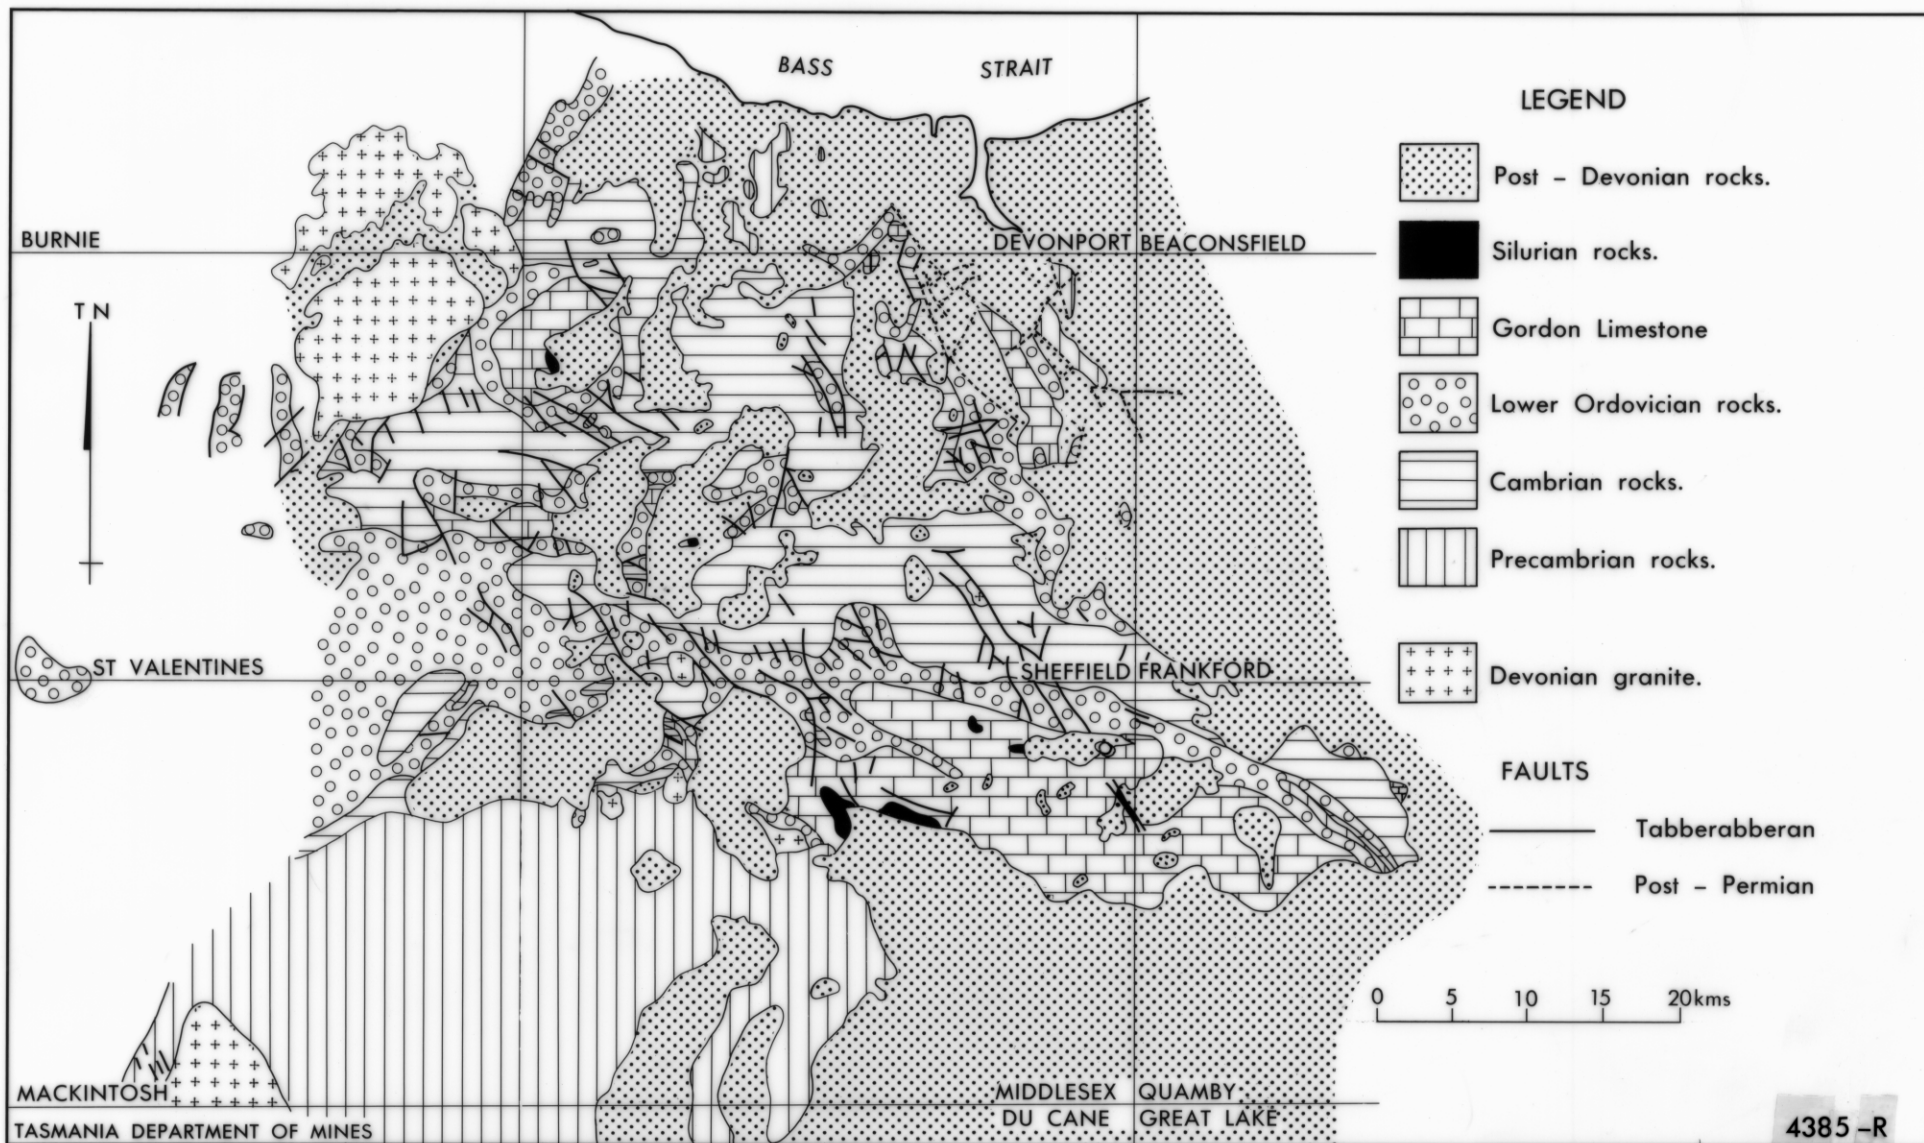 BASS STRAIT
LEGEND
Post – Devonian rocks.
BURNIE
DEVONPORT BEACONSFIELD
Silurian rocks.
T N
Gordon Limestone
Lower Ordovician rocks.
Cambrian rocks.
Precambrian rocks.
ST VALENTINES
SHEFFIELD FRANKFORD
Devonian granite.
FAULTS
Tabberabberan
Post – Permian
0 5 10 15 20kms
MACKINTOSH
MIDDLESEX QUAMBY
DU CANE GREAT LAKE
TASMANIA DEPARTMENT OF MINES
4385 –R